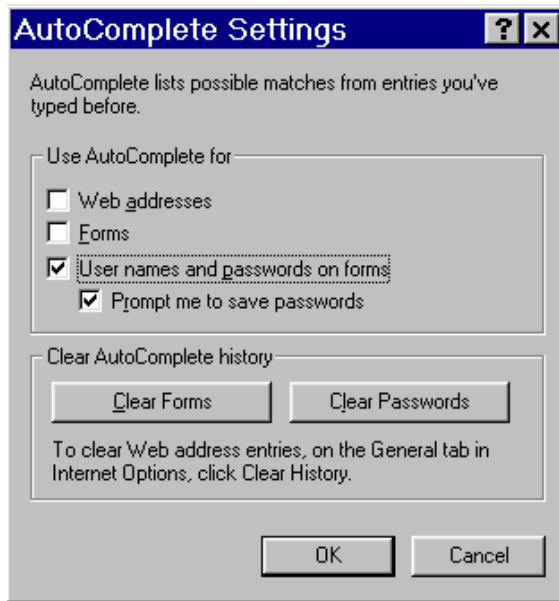 AutoComplete Settings ? ×
AutoComplete lists possible matches from entries you've
typed before.
Use AutoComplete for
Web addresses
Forms
User names and passwords on forms
Prompt me to save passwords
Clear AutoComplete history
Clear Forms Clear Passwords
To clear Web address entries, on the General tab in
Internet Options, click Clear History.
OK Cancel